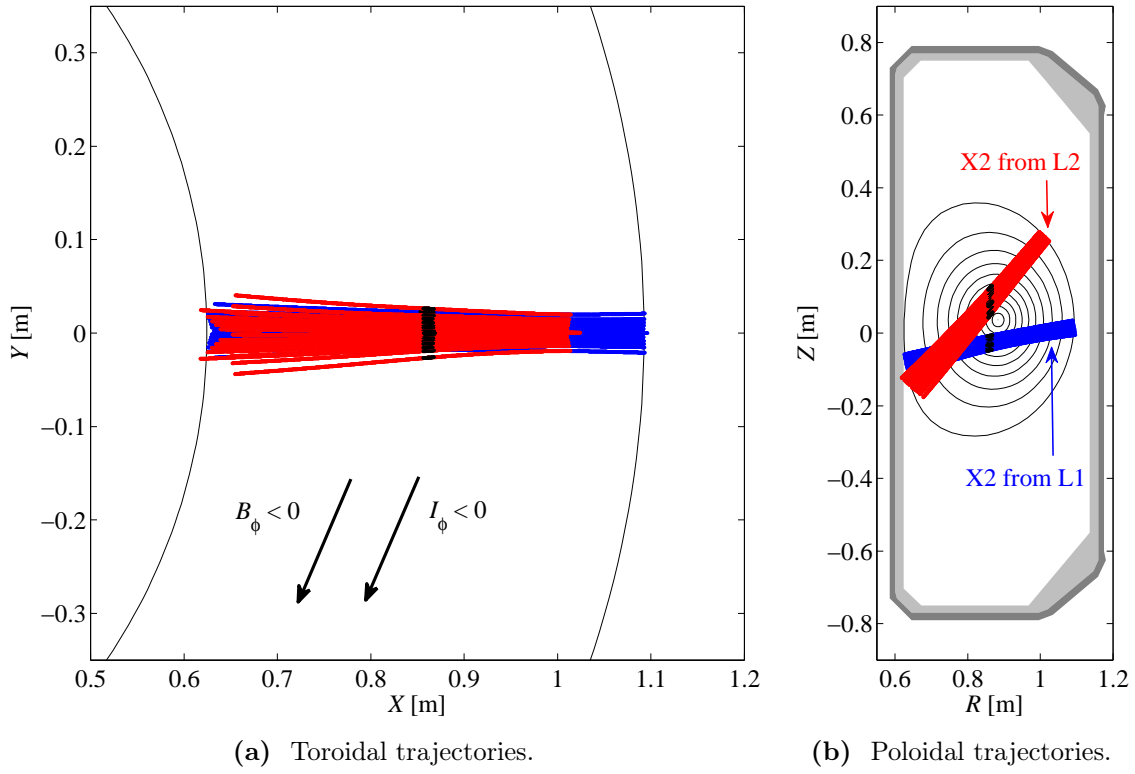 0.3
0.2
0.1
0
−0.1
−0.2
−0.3
Y [m]
B_ϕ < 0
I_ϕ < 0
0.5 0.6 0.7 0.8 0.9 1 1.1 1.2
X [m]
(a) Toroidal trajectories.
0.8
0.6
0.4
0.2
0
−0.2
−0.4
−0.6
−0.8
Z [m]
X2 from L2
X2 from L1
0.6 0.8 1 1.2
R [m]
(b) Poloidal trajectories.